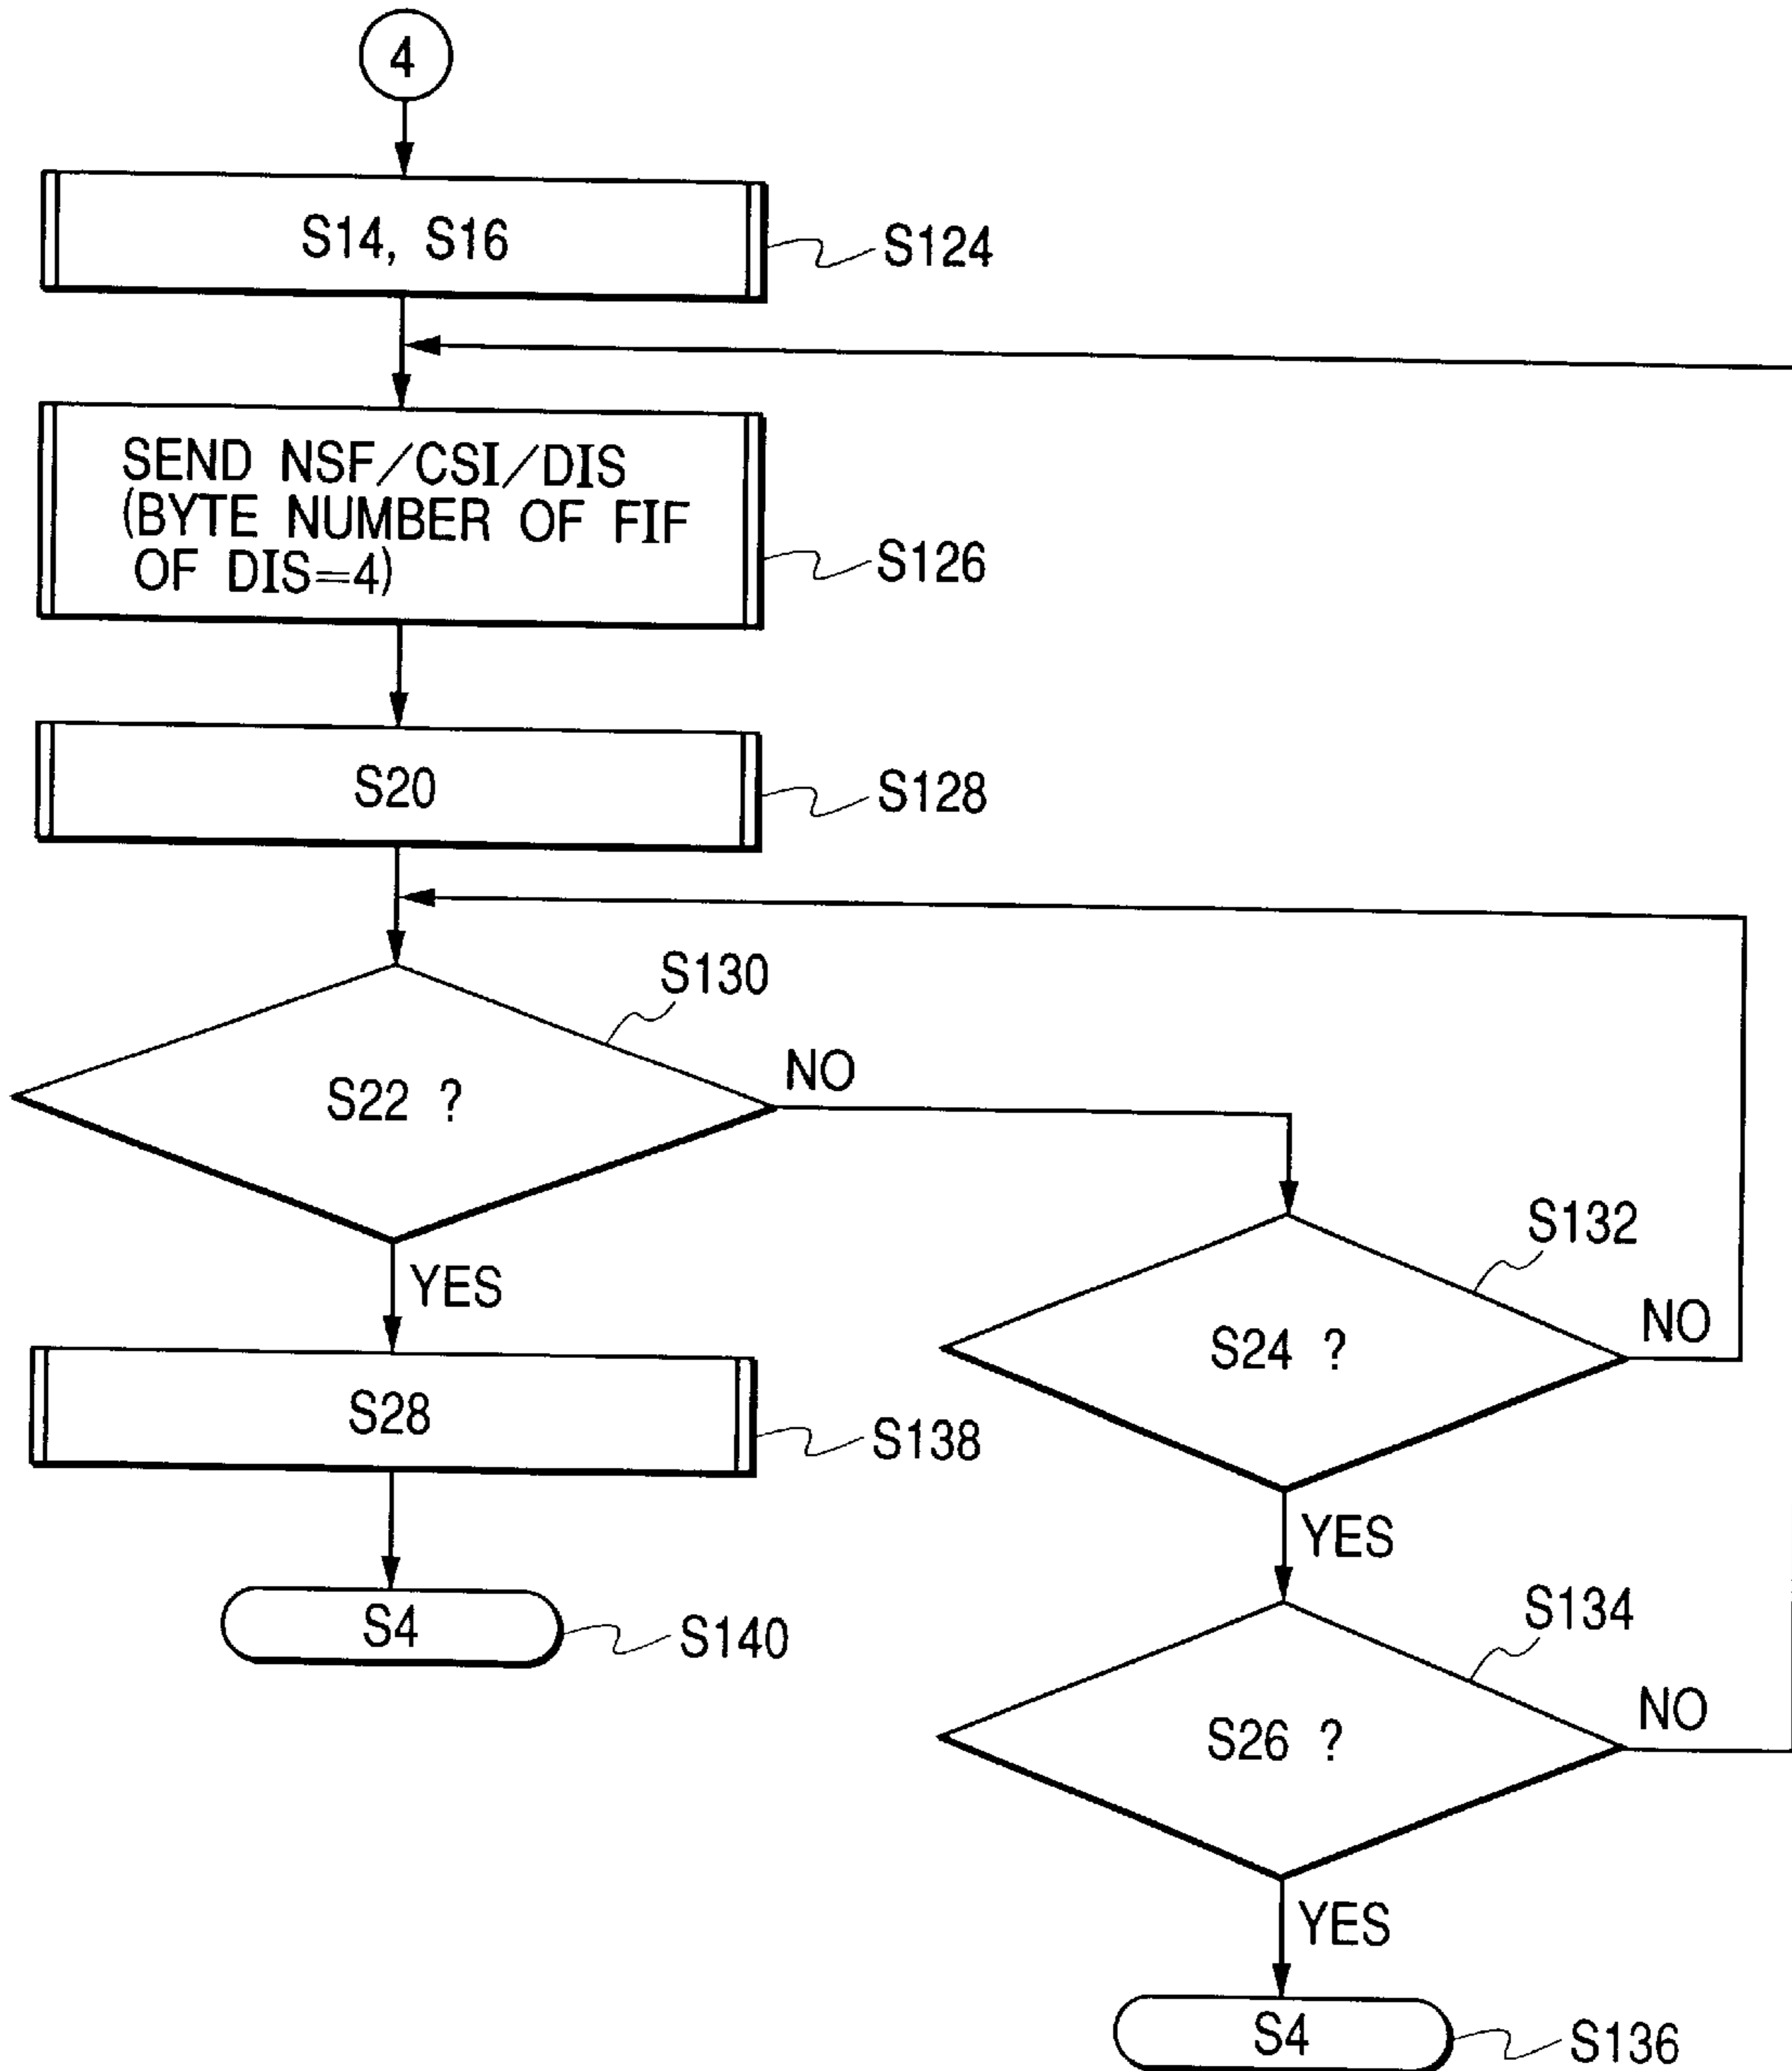 4
S14, S16
S124
SEND NSF/CSI/DIS
(BYTE NUMBER OF FIF
OF DIS=4)
S126
S20
S128
S130
S22 ?
NO
YES
S132
S24 ?
NO
YES
S28
S138
S4
S140
S134
S26 ?
NO
YES
S4
S136